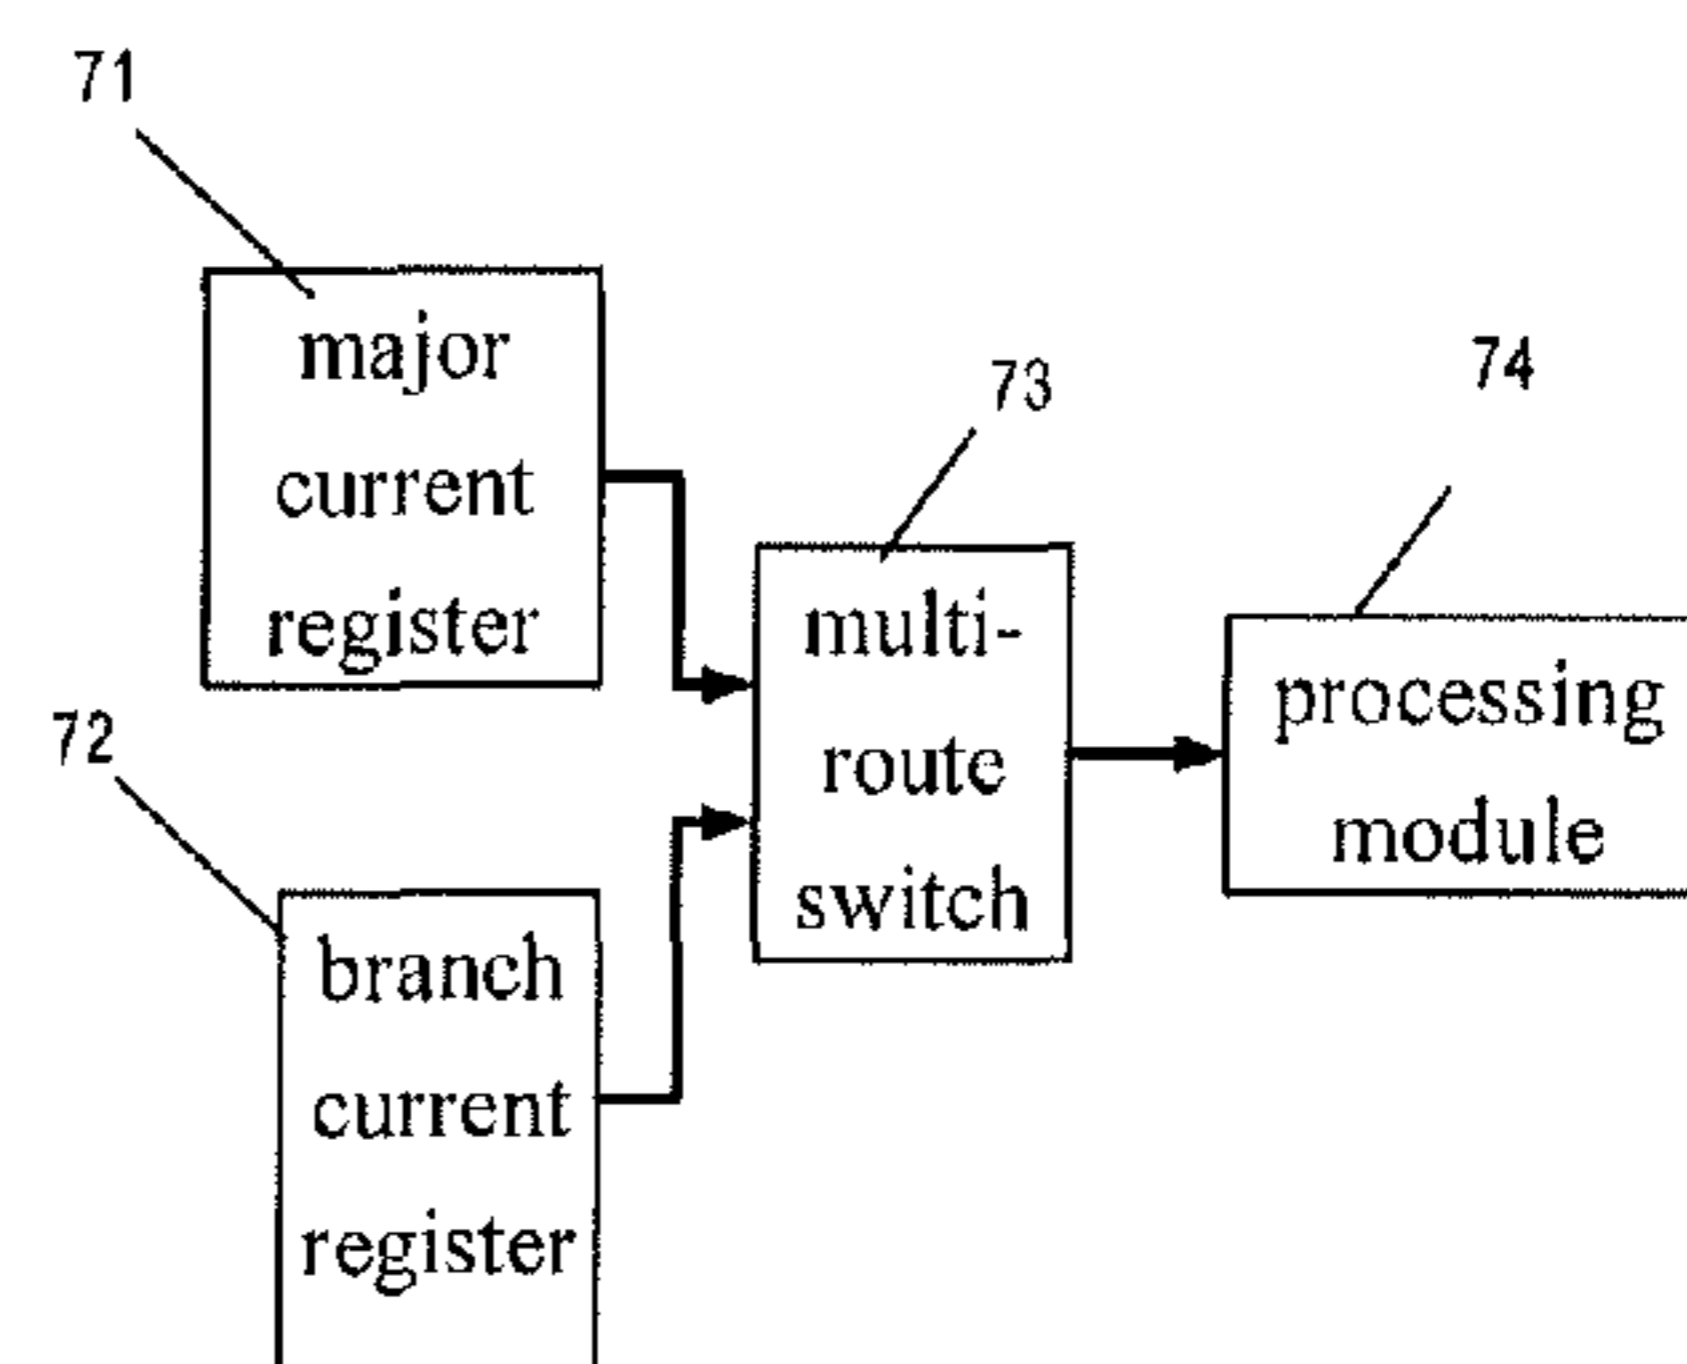 71
major
current
register
72
branch
current
register
73
multi-
route
switch
74
processing
module